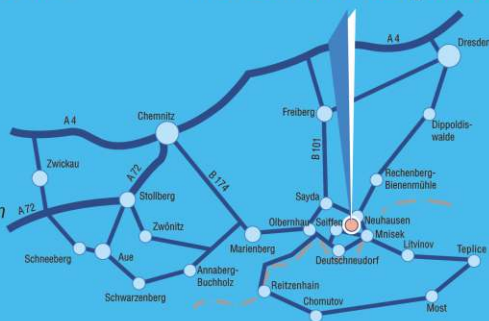 A 4
Dresden
A 4
Chemnitz
Freiberg
Dippoldis-
walde
Zwickau
A 72
B 174
B 101
Rechenberg-
Bienenmühle
A 72
Stollberg
Sayda
Zwönitz
Olbernhau
Seiffen
Neuhausen
Mnisek
Schneeberg
Aue
Marienberg
Deutschneudorf
Litvinov
Teplice
Annaberg-
Buchholz
Schwarzenberg
Reitzenhain
Chomutov
Most